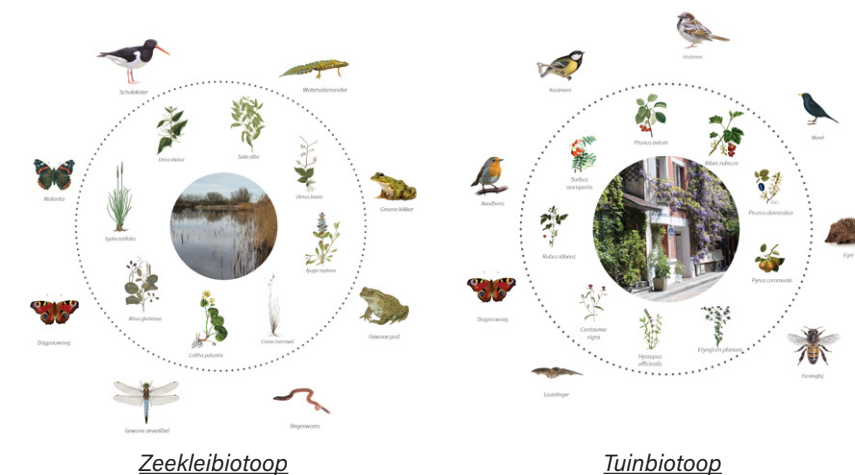 Scholekster
Watersalamander
Urtica dioica
Salix alba
Atalanta
Ulmus laevis
Groene kikker
Typha latifolia
Ajuga reptans
Alnus glutinosa
Dagpauwoog
Caltha palustris
Carex morrowii
Gewone pad
Gewone oeverlibel
Regenworm
Zeekleibiotoop
Huismus
Koolmees
Merel
Prunus avium
Ribes rubrum
Sorbus
aucuparia
Roodborst
Prunus domestica
Rubus idaeus
Egel
Pyrus communis
Dagpauwoog
Centaurea
nigra
Hyssopus
officinalis
Eryngium planum
Honingbij
Laatvlieger
Tuinbiotoop